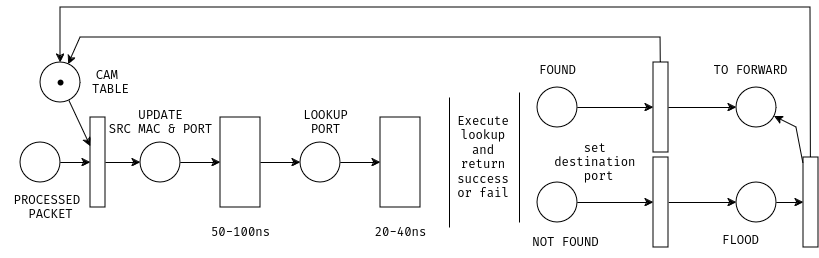 CAM
TABLE
PROCESSED
PACKET
UPDATE
SRC MAC & PORT
50-100ns
LOOKUP
PORT
20-40ns
Execute
lookup
and
return
success
or fail
FOUND
set
destination
port
NOT FOUND
TO FORWARD
FLOOD